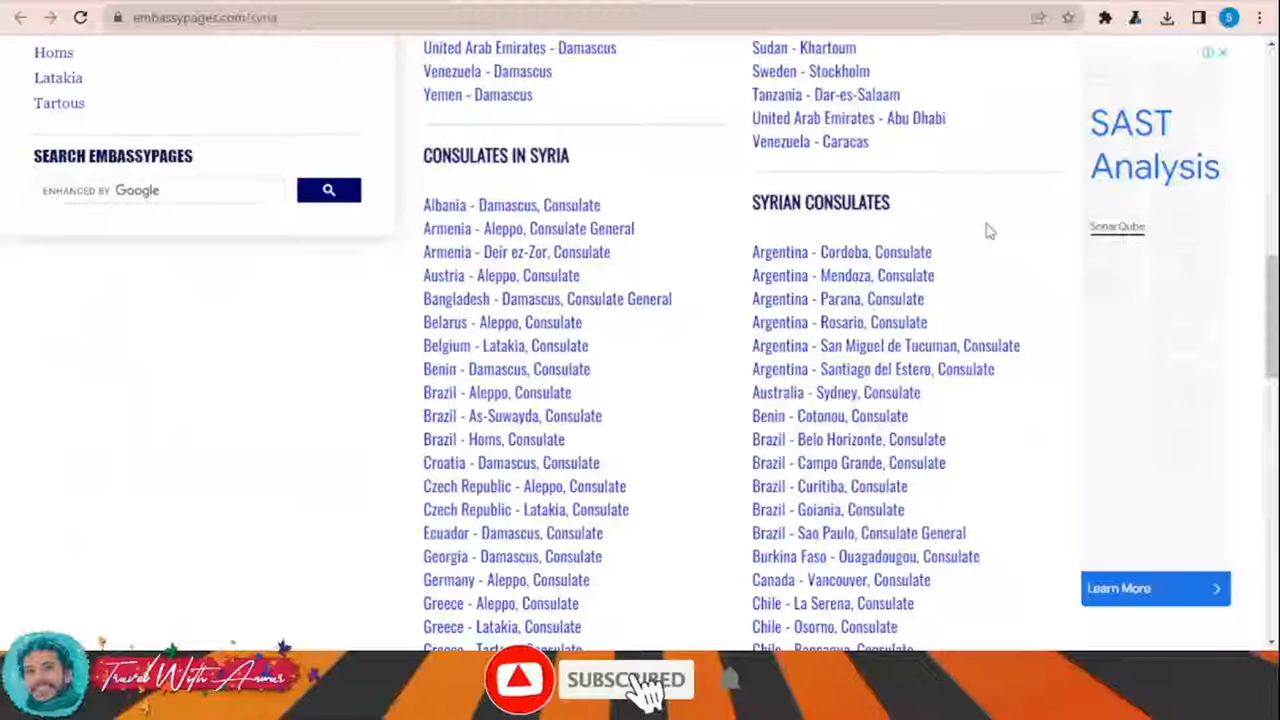 embassypages.com/syria
S
Homs
Latakia
Tartous
SEARCH EMBASSYPAGES
ENHANCED BY Google
United Arab Emirates - Damascus
Venezuela - Damascus
Yemen - Damascus
CONSULATES IN SYRIA
Albania - Damascus, Consulate
Armenia - Aleppo, Consulate General
Armenia - Deir ez-Zor, Consulate
Austria - Aleppo, Consulate
Bangladesh - Damascus, Consulate General
Belarus - Aleppo, Consulate
Belgium - Latakia, Consulate
Benin - Damascus, Consulate
Brazil - Aleppo, Consulate
Brazil - As-Suwayda, Consulate
Brazil - Homs, Consulate
Croatia - Damascus, Consulate
Czech Republic - Aleppo, Consulate
Czech Republic - Latakia, Consulate
Ecuador - Damascus, Consulate
Georgia - Damascus, Consulate
Germany - Aleppo, Consulate
Greece - Aleppo, Consulate
Greece - Latakia, Consulate
Greece - Tartous, Consulate
Sudan - Khartoum
Sweden - Stockholm
Tanzania - Dar-es-Salaam
United Arab Emirates - Abu Dhabi
Venezuela - Caracas
SYRIAN CONSULATES
Argentina - Cordoba, Consulate
Argentina - Mendoza, Consulate
Argentina - Parana, Consulate
Argentina - Rosario, Consulate
Argentina - San Miguel de Tucuman, Consulate
Argentina - Santiago del Estero, Consulate
Australia - Sydney, Consulate
Benin - Cotonou, Consulate
Brazil - Belo Horizonte, Consulate
Brazil - Campo Grande, Consulate
Brazil - Curitiba, Consulate
Brazil - Goiania, Consulate
Brazil - Sao Paulo, Consulate General
Burkina Faso - Ouagadougou, Consulate
Canada - Vancouver, Consulate
Chile - La Serena, Consulate
Chile - Osorno, Consulate
Chile - Rancagua, Consulate
SAST
Analysis
SonarQube
Learn More
Travel With Anwar
SUBSCRIBED